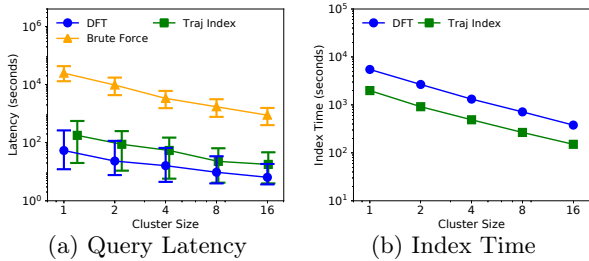 DFT
Traj Index
Brute Force
Latency (seconds)
10^6
10^4
10^2
10^0
1 2 4 8 16
Cluster Size
(a) Query Latency
DFT
Traj Index
Index Time (seconds)
10^5
10^4
10^3
10^2
10^1
1 2 4 8 16
Cluster Size
(b) Index Time